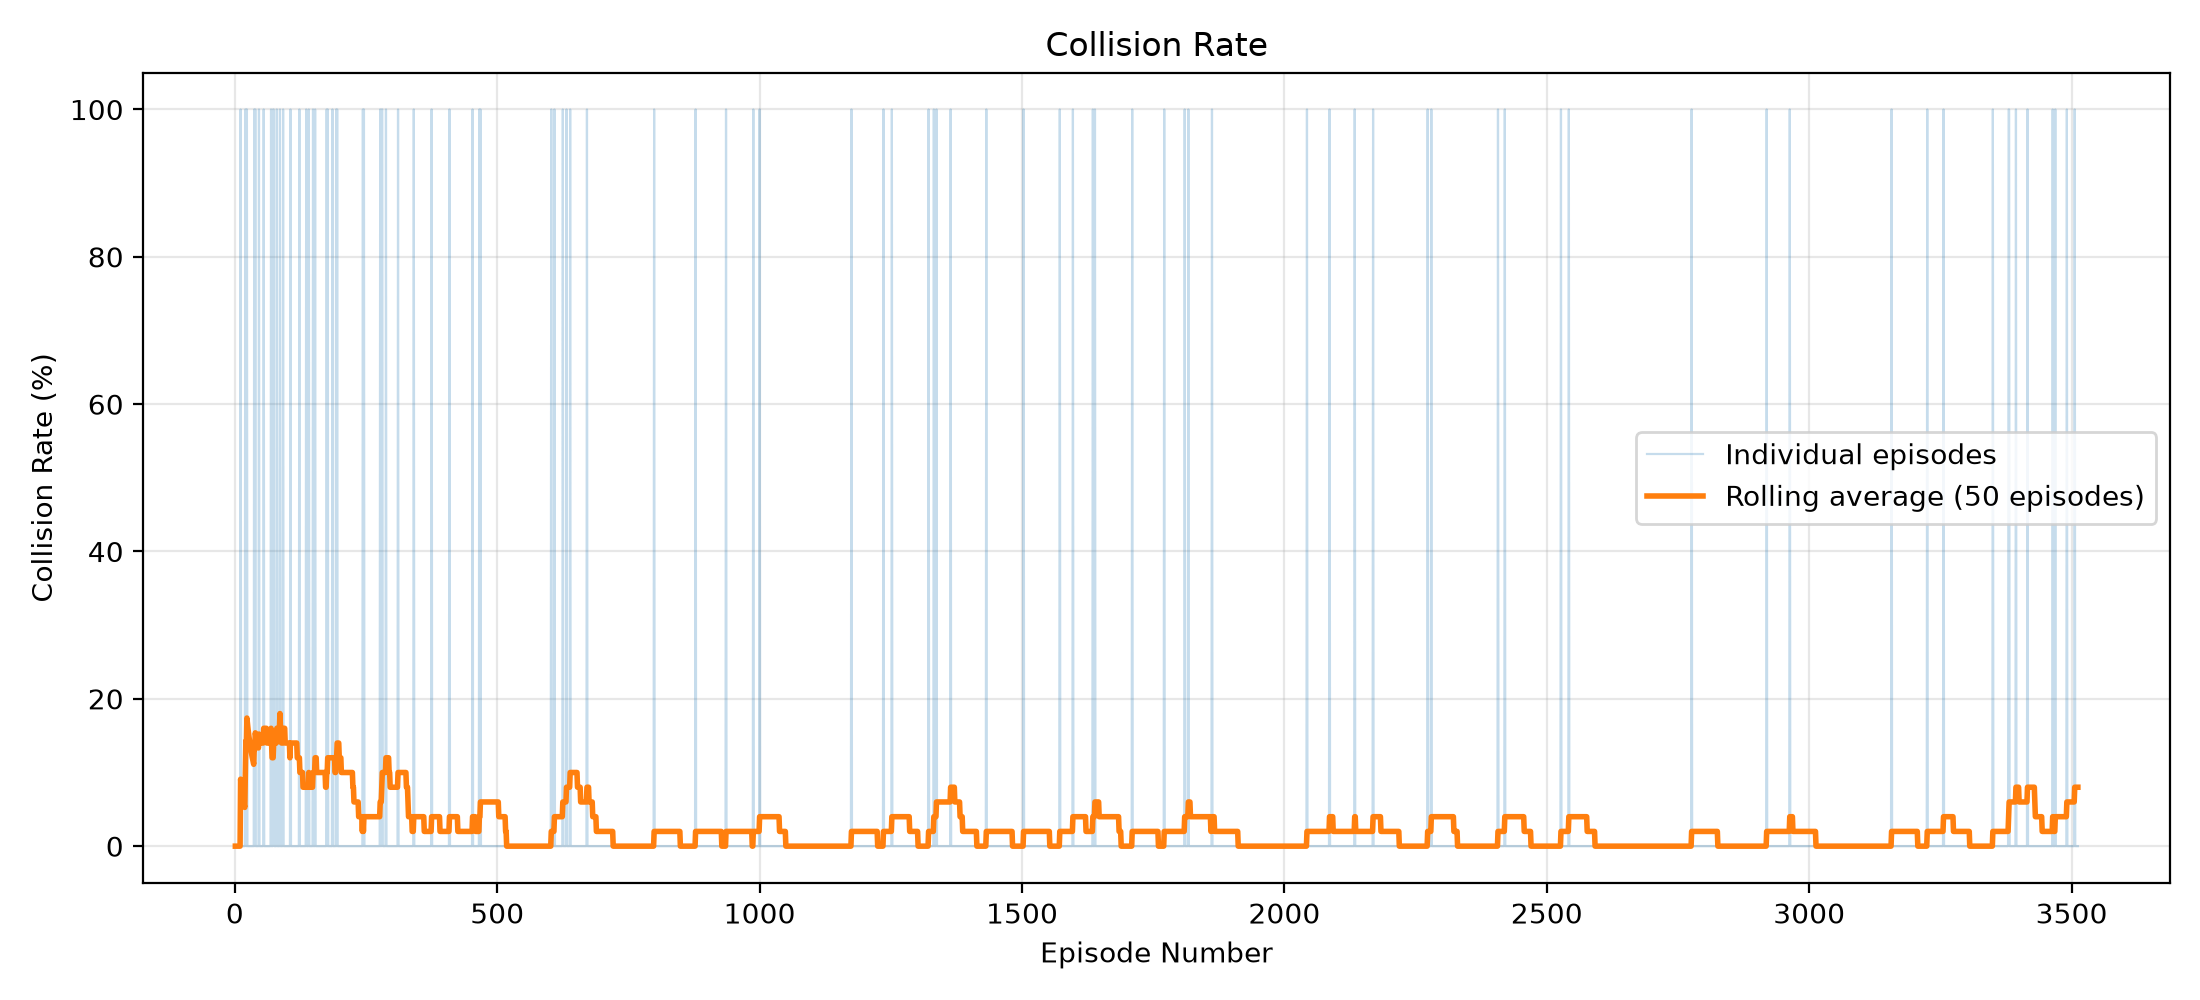 Collision Rate
Collision Rate (%)
100
80
60
40
20
0
Individual episodes
Rolling average (50 episodes)
0 500 1000 1500 2000 2500 3000 3500
Episode Number